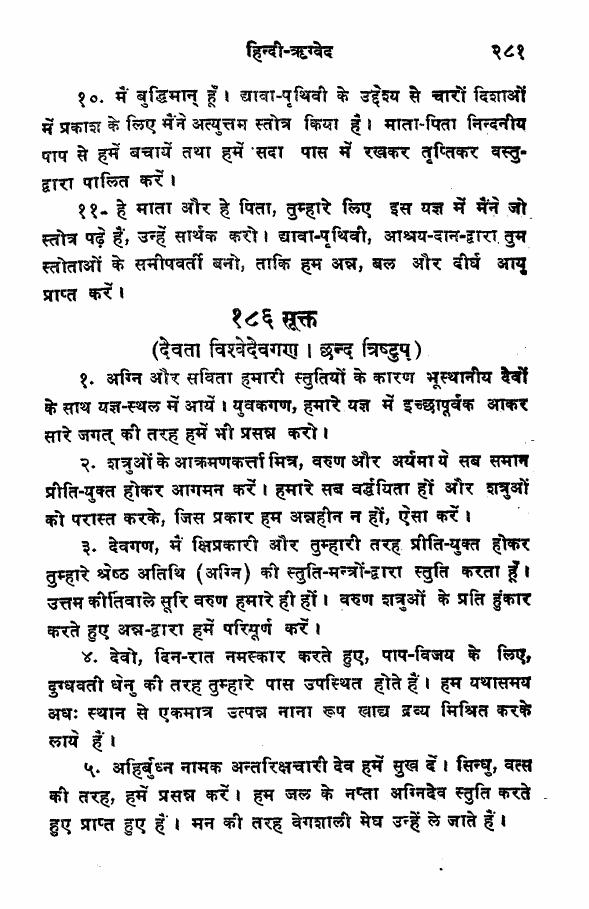 हिन्दी-ऋग्वेद २८१
१०. मैं बुद्धिमान् हूँ। द्यावा-पृथिवी के उद्देश्य से चारों दिशाओं
में प्रकाश के लिए मैंने अत्युत्तम स्तोत्र किया है। माता-पिता निन्दनीय
पाप से हमें बचायें तथा हमें सदा पास में रखकर तृप्तिकर वस्तु-
द्वारा पालित करें।
११- हे माता और हे पिता, तुम्हारे लिए इस यज्ञ में मैंने जो
स्तोत्र पढ़े हैं, उन्हें सार्थक करो। द्यावा-पृथिवी, आश्रय-दान-द्वारा तुम
स्तोताओं के समीपवर्ती बनो, ताकि हम अन्न, बल और दीर्घ आयु
प्राप्त करें।
१८६ सूक्त
(देवता विश्वेदेवगण। छन्द त्रिष्टुप्)
१. अग्नि और सविता हमारी स्तुतियों के कारण भूस्थानीय देवों
के साथ यज्ञ-स्थल में आयें। युवकगण, हमारे यज्ञ में इच्छापूर्वक आकर
सारे जगत् की तरह हमें भी प्रसन्न करो।
२. शत्रुओं के आक्रमणकर्त्ता मित्र, वरुण और अर्यमा ये सब समान
प्रीति-युक्त होकर आगमन करें। हमारे सब वर्द्धयिता हों और शत्रुओं
को परास्त करके, जिस प्रकार हम अन्नहीन न हों, ऐसा करें।
३. देवगण, मैं क्षिप्रकारी और तुम्हारी तरह प्रीति-युक्त होकर
तुम्हारे श्रेष्ठ अतिथि (अग्नि) की स्तुति-मन्त्रों-द्वारा स्तुति करता हूँ।
उत्तम कीर्तिवाले सूरि वरुण हमारे ही हों। वरुण शत्रुओं के प्रति हुंकार
करते हुए अन्न-द्वारा हमें परिपूर्ण करें।
४. देवो, दिन-रात नमस्कार करते हुए, पाप-विजय के लिए,
दुग्धवती धेनु की तरह तुम्हारे पास उपस्थित होते हैं। हम यथासमय
अधः स्थान से एकमात्र उत्पन्न नाना रूप खाद्य द्रव्य मिश्रित करके
लाये हैं।
५. अहिर्बुध्न नामक अन्तरिक्षचारी देव हमें सुख दें। सिन्धु, वत्स
की तरह, हमें प्रसन्न करें। हम जल के नप्ता अग्निदेव स्तुति करते
हुए प्राप्त हुए हैं। मन की तरह वेगशाली मेघ उन्हें ले जाते हैं।